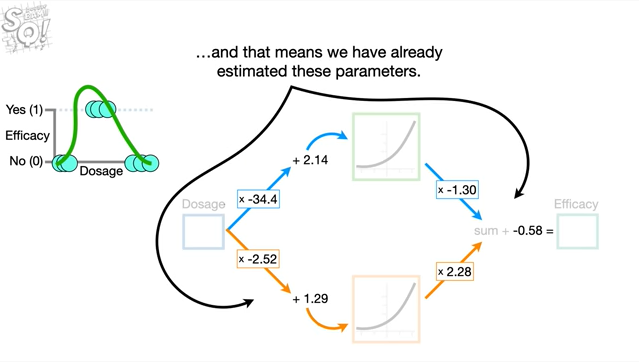 StatQuest!
…and that means we have already
estimated these parameters.
Yes (1)
Efficacy
No (0)
Dosage
+ 2.14
x -34.4
x -1.30
Dosage
Efficacy
sum + -0.58 =
x -2.52
x 2.28
+ 1.29